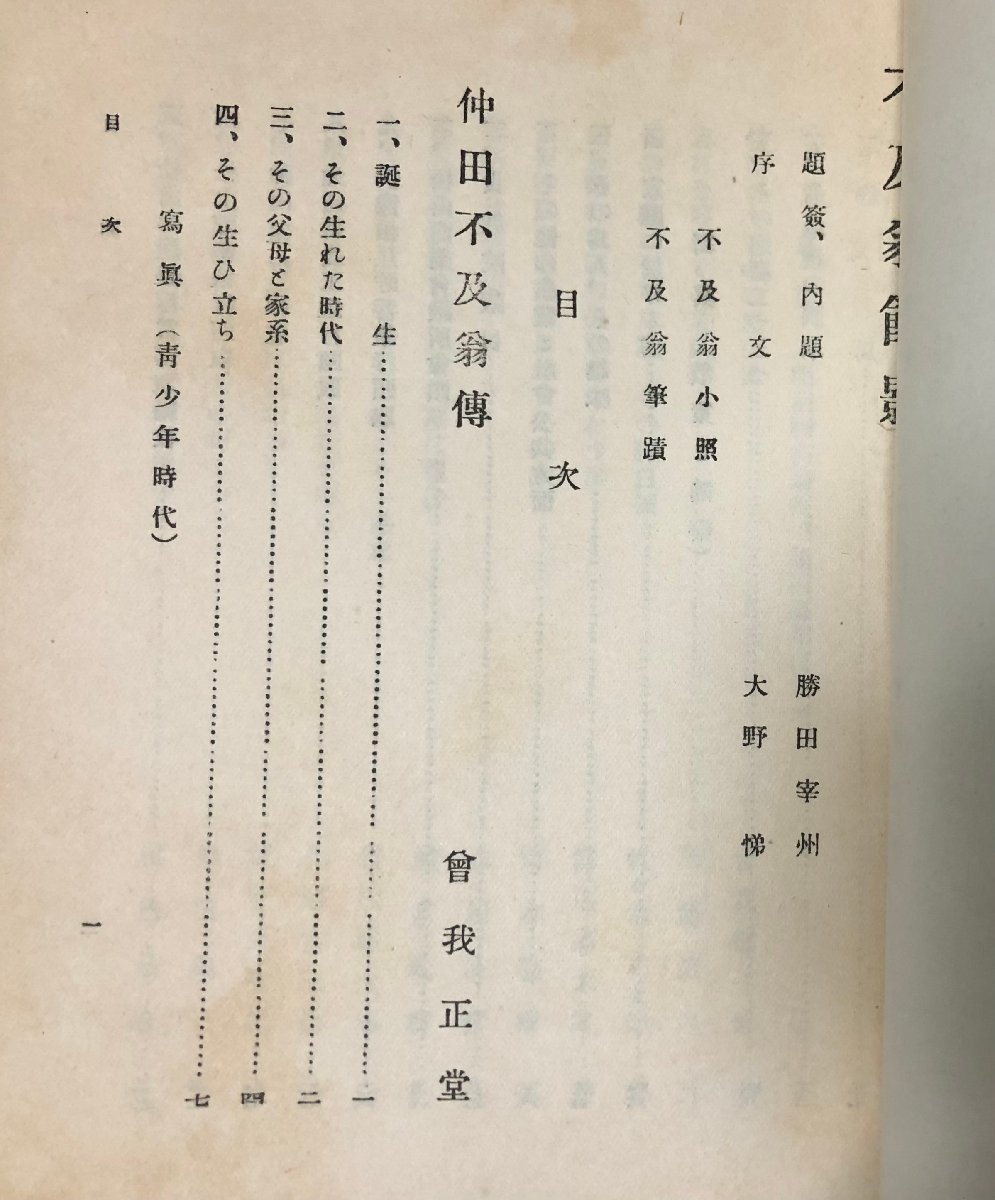 題簽、內題 勝田宰州
序文 大野悌
不及翁小照
不及翁筆蹟
目次
仲田不及翁傳 曾我正堂
一、誕生…………一
二、その生れた時代…………二
三、その父母と家系…………四
四、その生ひ立ち…………七
寫眞(靑少年時代)
目次 一